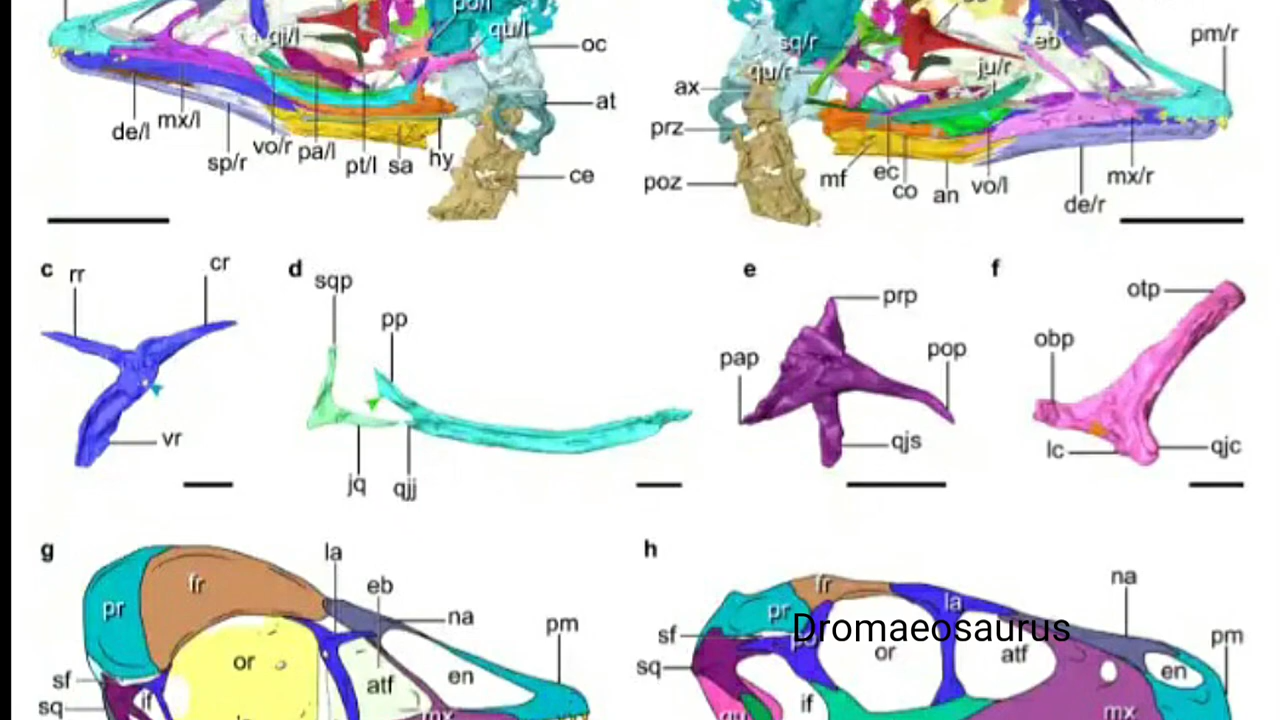 po/l
qj/l
qu/l
oc
at
de/l
mx/l
sp/r
vo/r
pa/l
pt/l
sa
hy
ce
sq/r
qu/r
ax
prz
poz
eb
ju/r
pm/r
mf
ec
co
an
vo/l
de/r
mx/r
c
rr
cr
vr
d
sqp
pp
jq
qjj
e
prp
pap
pop
qjs
f
otp
obp
lc
qjc
g
la
fr
eb
pr
na
pm
or
en
atf
sf
if
sq
mx
h
na
fr
la
pr
Dromaeosaurus
sf
pm
or
atf
sq
en
if
qu
mx